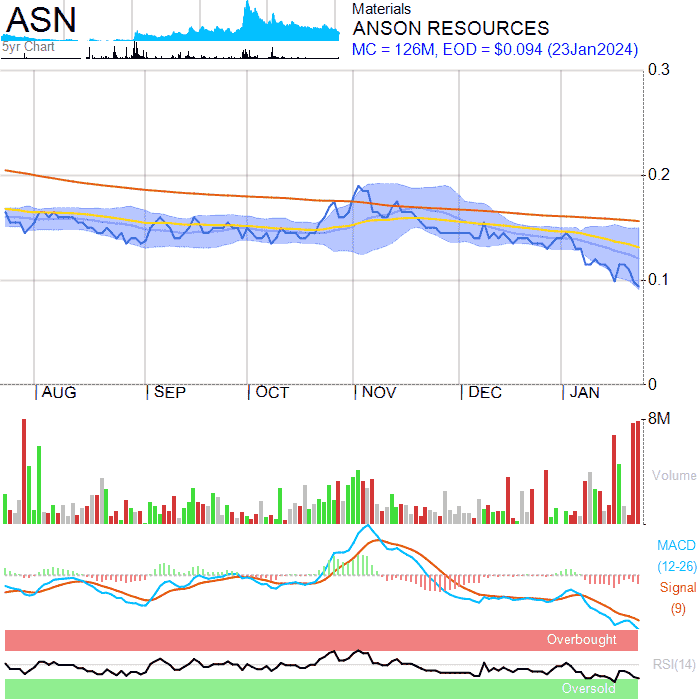 ASN
5yr Chart
Materials
ANSON RESOURCES
MC = 126M, EOD = $0.094 (23Jan2024)
0.3
0.2
0.1
0
AUG SEP OCT NOV DEC JAN
8M
Volume
MACD
(12-26)
Signal
(9)
Overbought
RSI(14)
Oversold